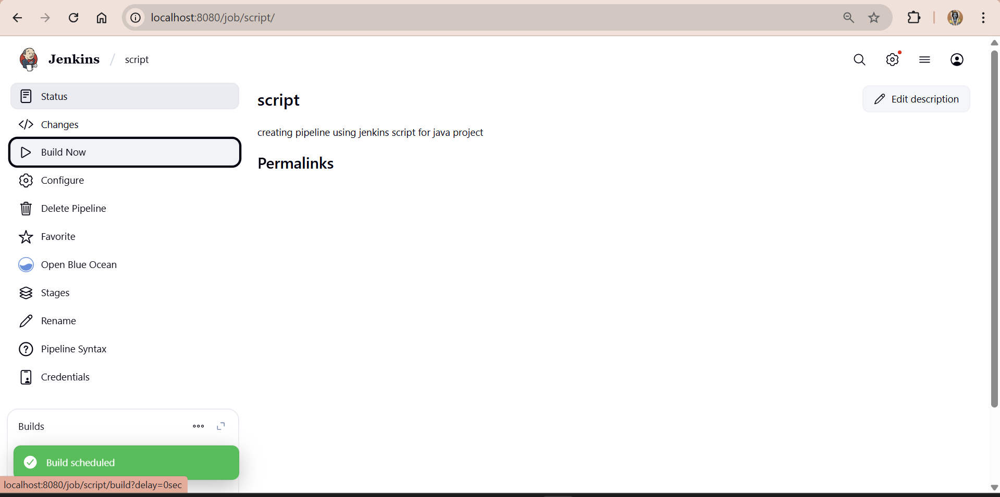 localhost:8080/job/script/
Jenkins / script
Status
Changes
Build Now
Configure
Delete Pipeline
Favorite
Open Blue Ocean
Stages
Rename
Pipeline Syntax
Credentials
script
Edit description
creating pipeline using jenkins script for java project
Permalinks
Builds
Build scheduled
localhost:8080/job/script/build?delay=0sec